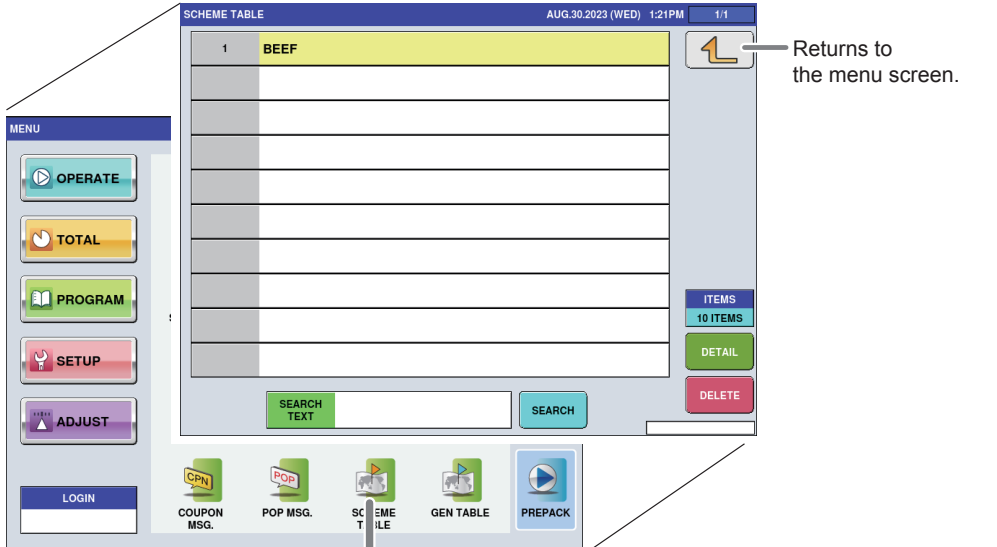 SCHEME TABLE AUG.30.2023 (WED) 1:21PM 1/1
1 BEEF
Returns to
the menu screen.
MENU
OPERATE
TOTAL
PROGRAM
SETUP
ADJUST
ITEMS
10 ITEMS
DETAIL
DELETE
SEARCH
TEXT
SEARCH
LOGIN
CPN
COUPON
MSG.
POP
POP MSG.
TABLE
GEN TABLE
PREPACK